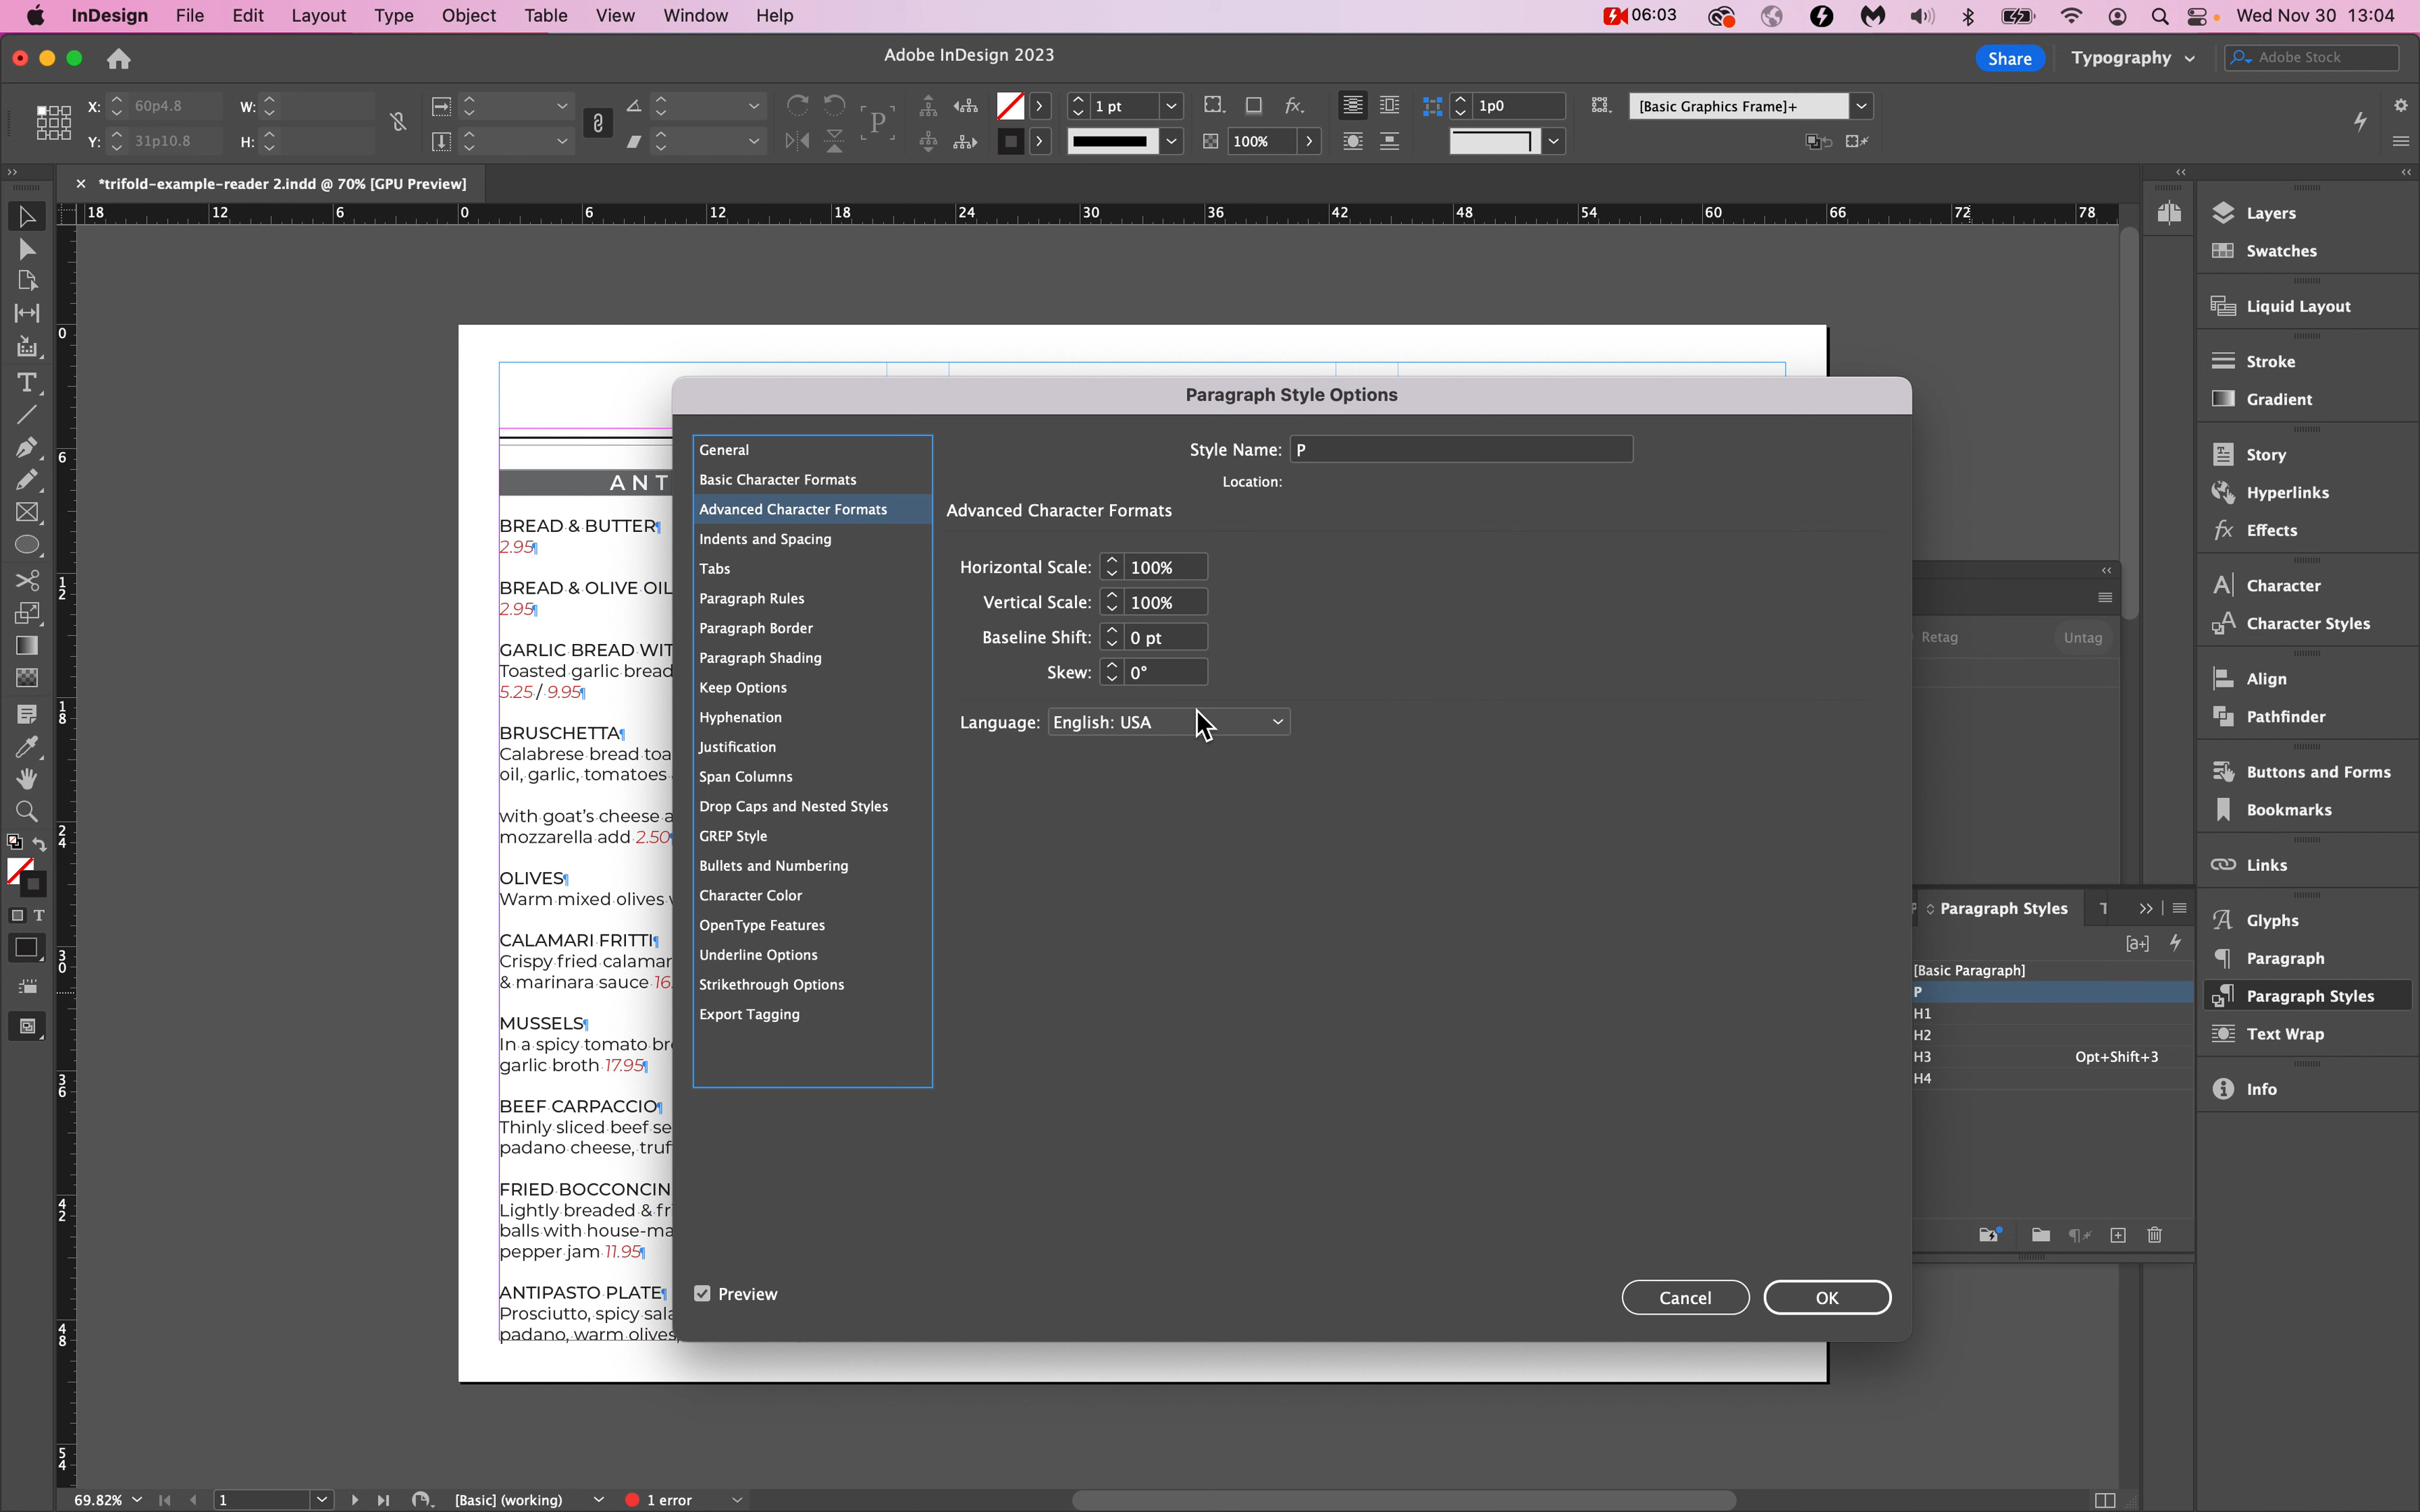 InDesign File Edit Layout Type Object Table View Window Help 06:03 Wed Nov 30 13:04
Adobe InDesign 2023 Share Typography Adobe Stock
X: 60p4.8 W: 1 pt fx. 1p0 [Basic Graphics Frame]+
Y: 31p10.8 H: P 100%
*trifold-example-reader 2.indd @ 70% [GPU Preview]
18 12 6 0 6 12 18 24 30 36 42 48 54 60 66 72 78
0
6
12
18
24
30
36
42
48
54
ANT
BREAD & BUTTER¶
2.95¶
BREAD & OLIVE OIL
2.95¶
GARLIC BREAD WIT
Toasted garlic bread
5.25 / 9.95¶
BRUSCHETTA¶
Calabrese bread toa
oil, garlic, tomatoes
with goat's cheese a
mozzarella add 2.50¶
OLIVES¶
Warm mixed olives
CALAMARI FRITTI¶
Crispy fried calamar
& marinara sauce 16
MUSSELS¶
In a spicy tomato br
garlic broth 17.95¶
BEEF CARPACCIO¶
Thinly sliced beef se
padano cheese, truf
FRIED BOCCONCIN
Lightly breaded & fr
balls with house-ma
pepper jam 11.95¶
ANTIPASTO PLATE¶
Prosciutto, spicy sala
padano, warm olives,
Paragraph Style Options
General
Basic Character Formats
Advanced Character Formats
Indents and Spacing
Tabs
Paragraph Rules
Paragraph Border
Paragraph Shading
Keep Options
Hyphenation
Justification
Span Columns
Drop Caps and Nested Styles
GREP Style
Bullets and Numbering
Character Color
OpenType Features
Underline Options
Strikethrough Options
Export Tagging
Style Name: P
Location:
Advanced Character Formats
Horizontal Scale: 100%
Vertical Scale: 100%
Baseline Shift: 0 pt
Skew: 0°
Language: English: USA
Preview
Cancel OK
Retag Untag
Paragraph Styles
[a+]
[Basic Paragraph]
P
H1
H2
H3 Opt+Shift+3
H4
Layers
Swatches
Liquid Layout
Stroke
Gradient
Story
Hyperlinks
Effects
Character
Character Styles
Align
Pathfinder
Buttons and Forms
Bookmarks
Links
Glyphs
Paragraph
Paragraph Styles
Text Wrap
Info
69.82% 1 [Basic] (working) 1 error